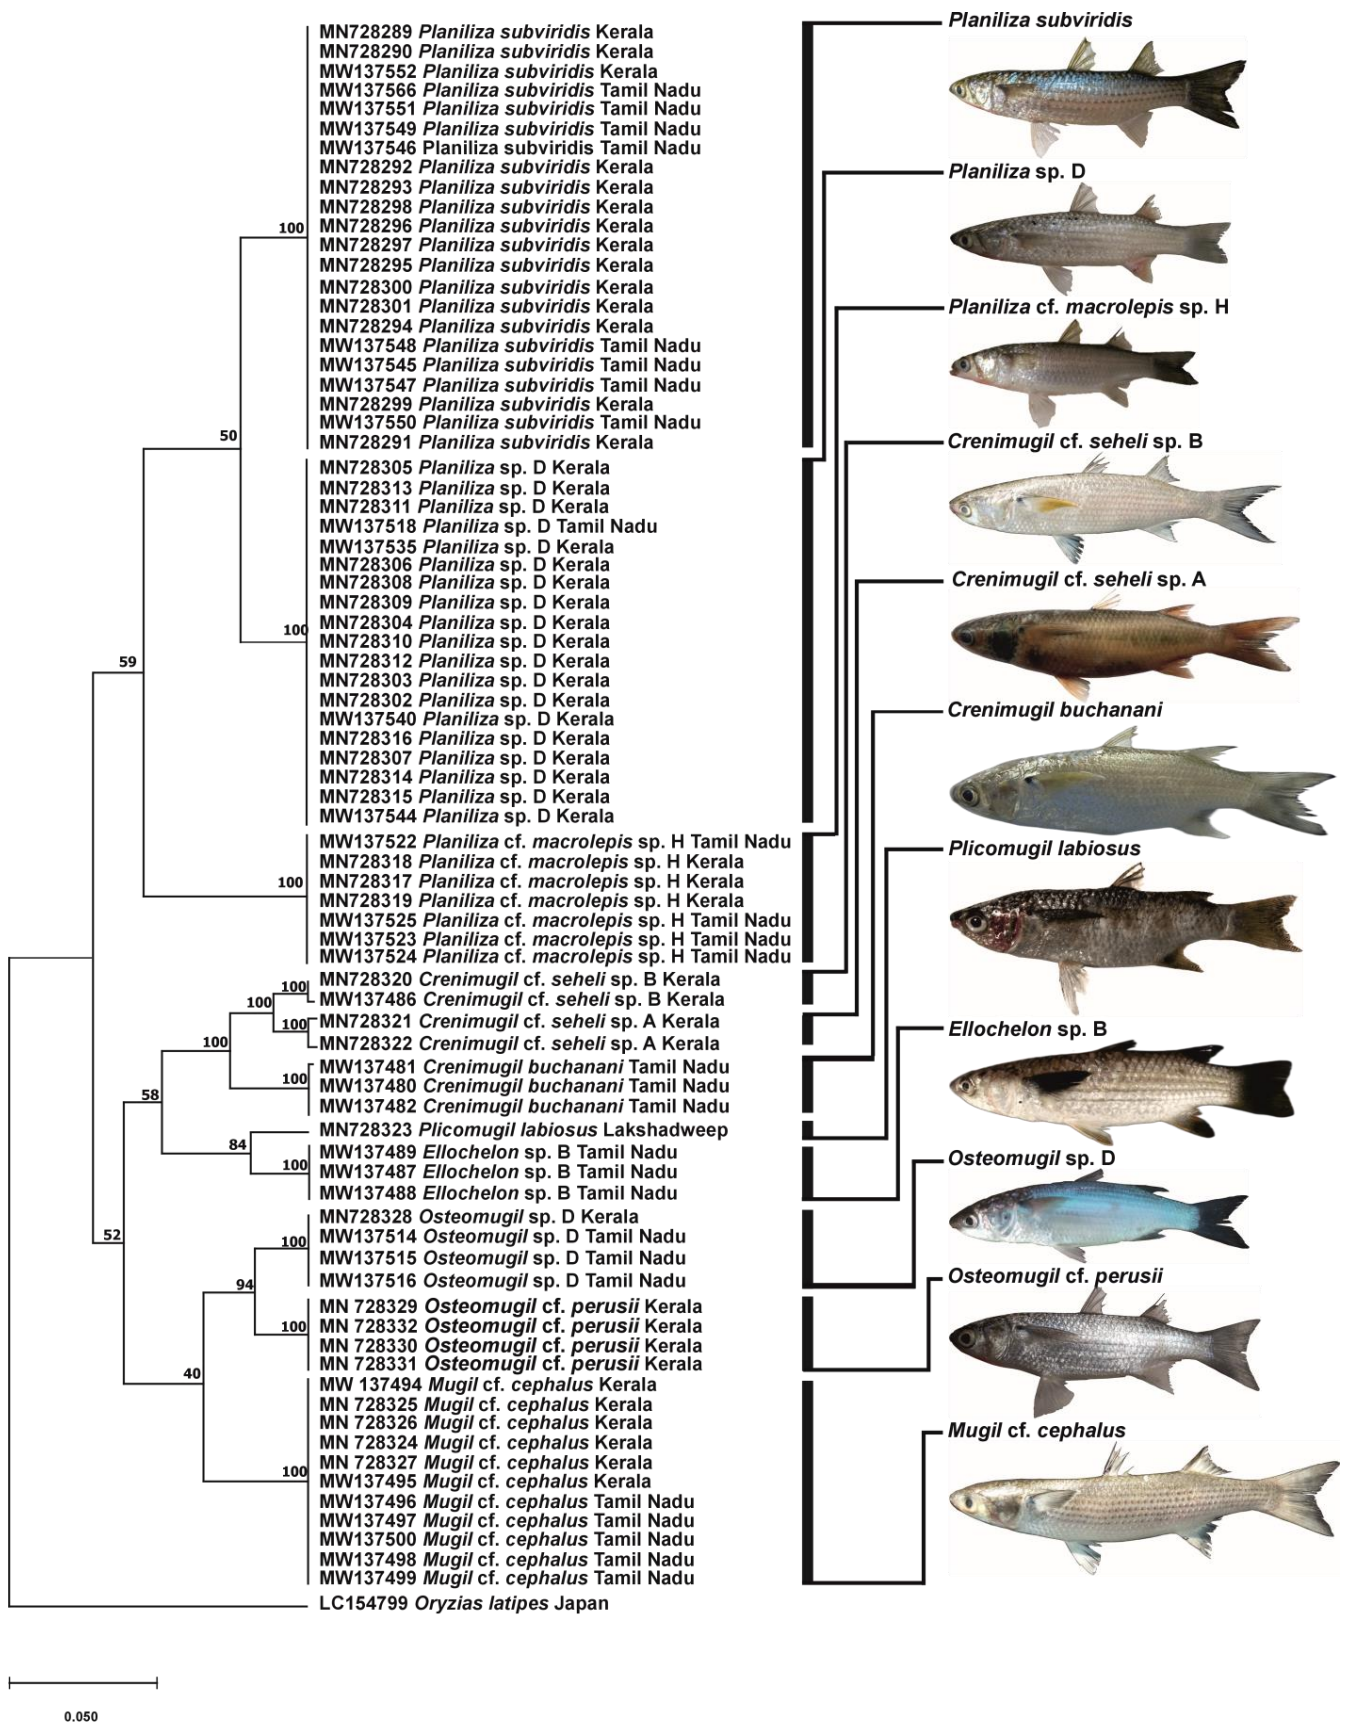 MN728289 Planiliza subviridis Kerala
MN728290 Planiliza subviridis Kerala
MW137552 Planiliza subviridis Kerala
MW137566 Planiliza subviridis Tamil Nadu
MW137551 Planiliza subviridis Tamil Nadu
MW137549 Planiliza subviridis Tamil Nadu
MW137546 Planiliza subviridis Tamil Nadu
MN728292 Planiliza subviridis Kerala
MN728293 Planiliza subviridis Kerala
MN728298 Planiliza subviridis Kerala
MN728296 Planiliza subviridis Kerala
MN728297 Planiliza subviridis Kerala
MN728295 Planiliza subviridis Kerala
MN728300 Planiliza subviridis Kerala
MN728301 Planiliza subviridis Kerala
MN728294 Planiliza subviridis Kerala
MW137548 Planiliza subviridis Tamil Nadu
MW137545 Planiliza subviridis Tamil Nadu
MW137547 Planiliza subviridis Tamil Nadu
MN728299 Planiliza subviridis Kerala
MW137550 Planiliza subviridis Tamil Nadu
MN728291 Planiliza subviridis Kerala
MN728305 Planiliza sp. D Kerala
MN728313 Planiliza sp. D Kerala
MN728311 Planiliza sp. D Kerala
MW137518 Planiliza sp. D Tamil Nadu
MW137535 Planiliza sp. D Kerala
MN728306 Planiliza sp. D Kerala
MN728308 Planiliza sp. D Kerala
MN728309 Planiliza sp. D Kerala
MN728304 Planiliza sp. D Kerala
MN728310 Planiliza sp. D Kerala
MN728312 Planiliza sp. D Kerala
MN728303 Planiliza sp. D Kerala
MN728302 Planiliza sp. D Kerala
MW137540 Planiliza sp. D Kerala
MN728316 Planiliza sp. D Kerala
MN728307 Planiliza sp. D Kerala
MN728314 Planiliza sp. D Kerala
MN728315 Planiliza sp. D Kerala
MW137544 Planiliza sp. D Kerala
MW137522 Planiliza cf. macrolepis sp. H Tamil Nadu
MN728318 Planiliza cf. macrolepis sp. H Kerala
MN728317 Planiliza cf. macrolepis sp. H Kerala
MN728319 Planiliza cf. macrolepis sp. H Kerala
MW137525 Planiliza cf. macrolepis sp. H Tamil Nadu
MW137523 Planiliza cf. macrolepis sp. H Tamil Nadu
MW137524 Planiliza cf. macrolepis sp. H Tamil Nadu
MN728320 Crenimugil cf. seheli sp. B Kerala
MW137486 Crenimugil cf. seheli sp. B Kerala
MN728321 Crenimugil cf. seheli sp. A Kerala
MN728322 Crenimugil cf. seheli sp. A Kerala
MW137481 Crenimugil buchanani Tamil Nadu
MW137480 Crenimugil buchanani Tamil Nadu
MW137482 Crenimugil buchanani Tamil Nadu
MN728323 Plicomugil labiosus Lakshadweep
MW137489 Ellochelon sp. B Tamil Nadu
MW137487 Ellochelon sp. B Tamil Nadu
MW137488 Ellochelon sp. B Tamil Nadu
MN728328 Osteomugil sp. D Kerala
MW137514 Osteomugil sp. D Tamil Nadu
MW137515 Osteomugil sp. D Tamil Nadu
MW137516 Osteomugil sp. D Tamil Nadu
MN 728329 Osteomugil cf. perusii Kerala
MN 728332 Osteomugil cf. perusii Kerala
MN 728330 Osteomugil cf. perusii Kerala
MN 728331 Osteomugil cf. perusii Kerala
MW 137494 Mugil cf. cephalus Kerala
MN 728325 Mugil cf. cephalus Kerala
MN 728326 Mugil cf. cephalus Kerala
MN 728324 Mugil cf. cephalus Kerala
MN 728327 Mugil cf. cephalus Kerala
MW137495 Mugil cf. cephalus Kerala
MW137496 Mugil cf. cephalus Tamil Nadu
MW137497 Mugil cf. cephalus Tamil Nadu
MW137500 Mugil cf. cephalus Tamil Nadu
MW137498 Mugil cf. cephalus Tamil Nadu
MW137499 Mugil cf. cephalus Tamil Nadu
LC154799 Oryzias latipes Japan
100
50
100
59
100
100
100
100
100
100
58
84
100
52
100
94
100
40
100
0.050
Planiliza subviridis
Planiliza sp. D
Planiliza cf. macrolepis sp. H
Crenimugil cf. seheli sp. B
Crenimugil cf. seheli sp. A
Crenimugil buchanani
Plicomugil labiosus
Ellochelon sp. B
Osteomugil sp. D
Osteomugil cf. perusii
Mugil cf. cephalus